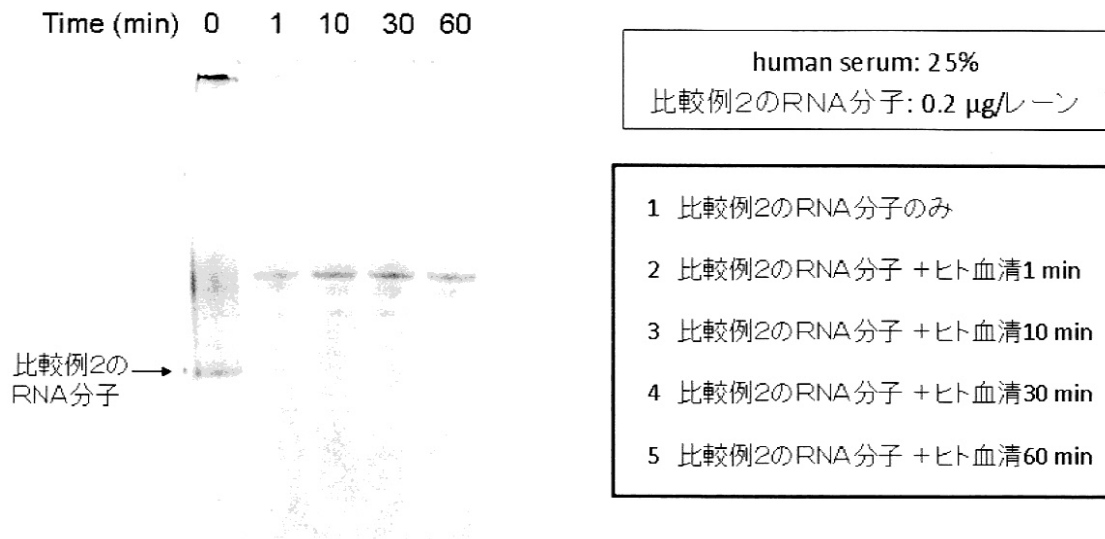 Time (min) 0 1 10 30 60
比較例2の
RNA分子
human serum: 25%
比較例2のRNA分子: 0.2 μg/レーン
1 比較例2のRNA分子のみ
2 比較例2のRNA分子 +ヒト血清1 min
3 比較例2のRNA分子 +ヒト血清10 min
4 比較例2のRNA分子 +ヒト血清30 min
5 比較例2のRNA分子 +ヒト血清60 min